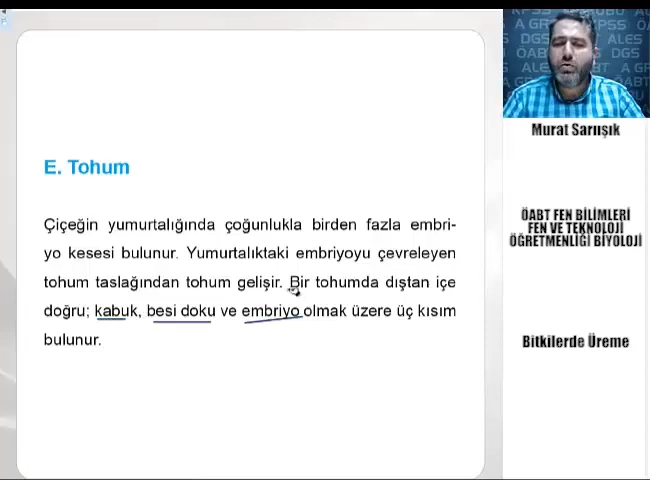 E. Tohum
Çiçeğin yumurtalığında çoğunlukla birden fazla embri-
yo kesesi bulunur. Yumurtalıktaki embriyoyu çevreleyen
tohum taslağından tohum gelişir. Bir tohumda dıştan içe
doğru; kabuk, besi doku ve embriyo olmak üzere üç kısım
bulunur.
Murat Sarıışık
ÖABT FEN BİLİMLERİ
FEN VE TEKNOLOJİ
ÖĞRETMENLİĞİ BİYOLOJİ
Bitkilerde Üreme